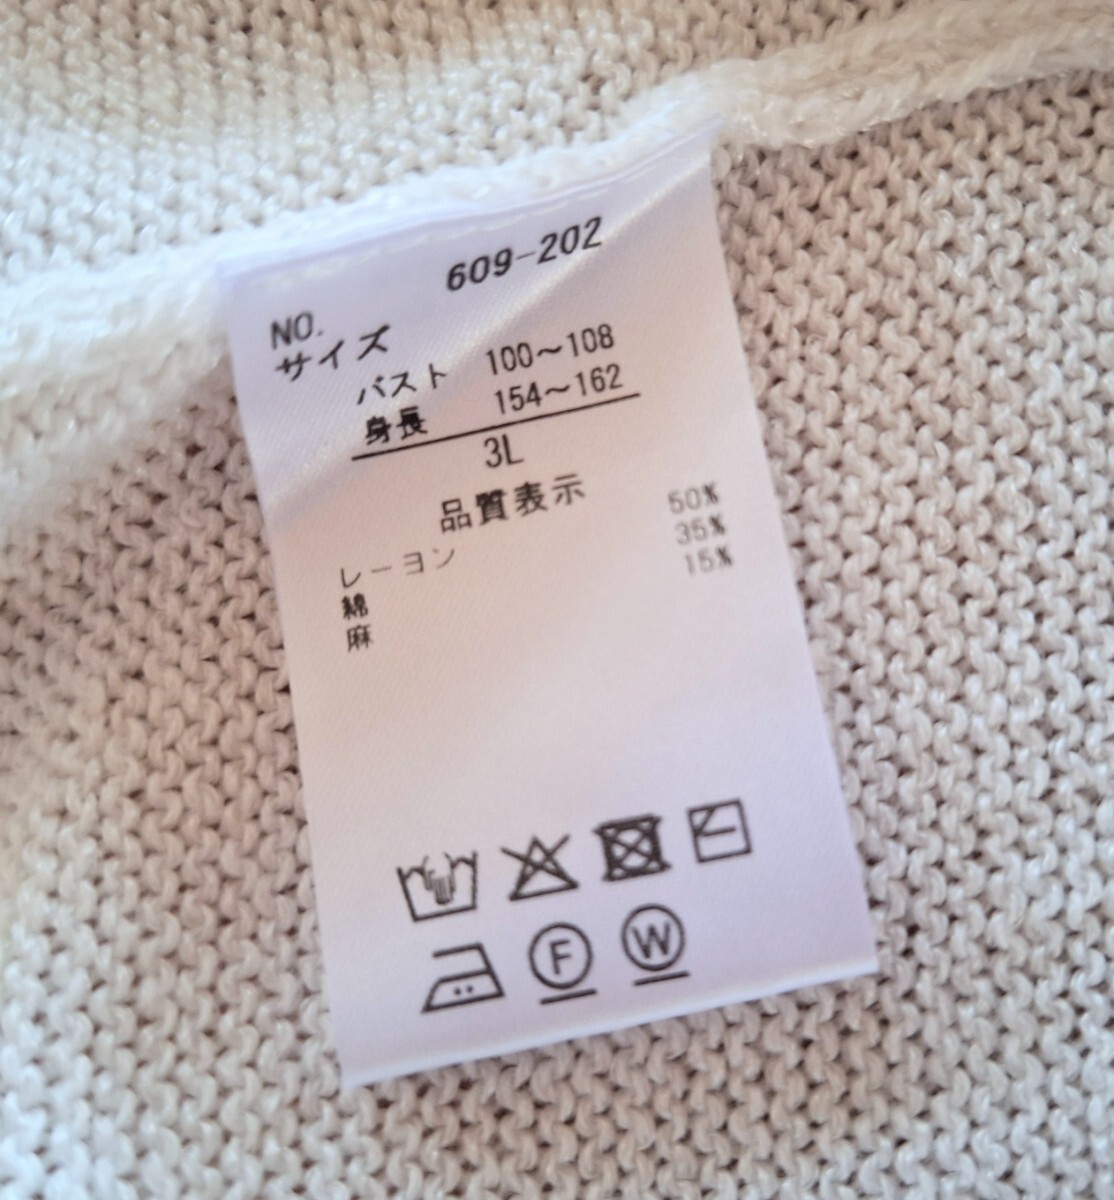 NO. 609-202
サイズ
バスト 100～108
身長 154～162
3L
品質表示
レーヨン 50%
綿 35%
麻 15%
F W